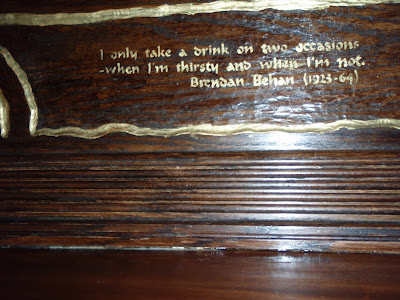 I only take a drink on two occasions
-when I'm thirsty and when I'm not.
Brendan Behan (1923-64)